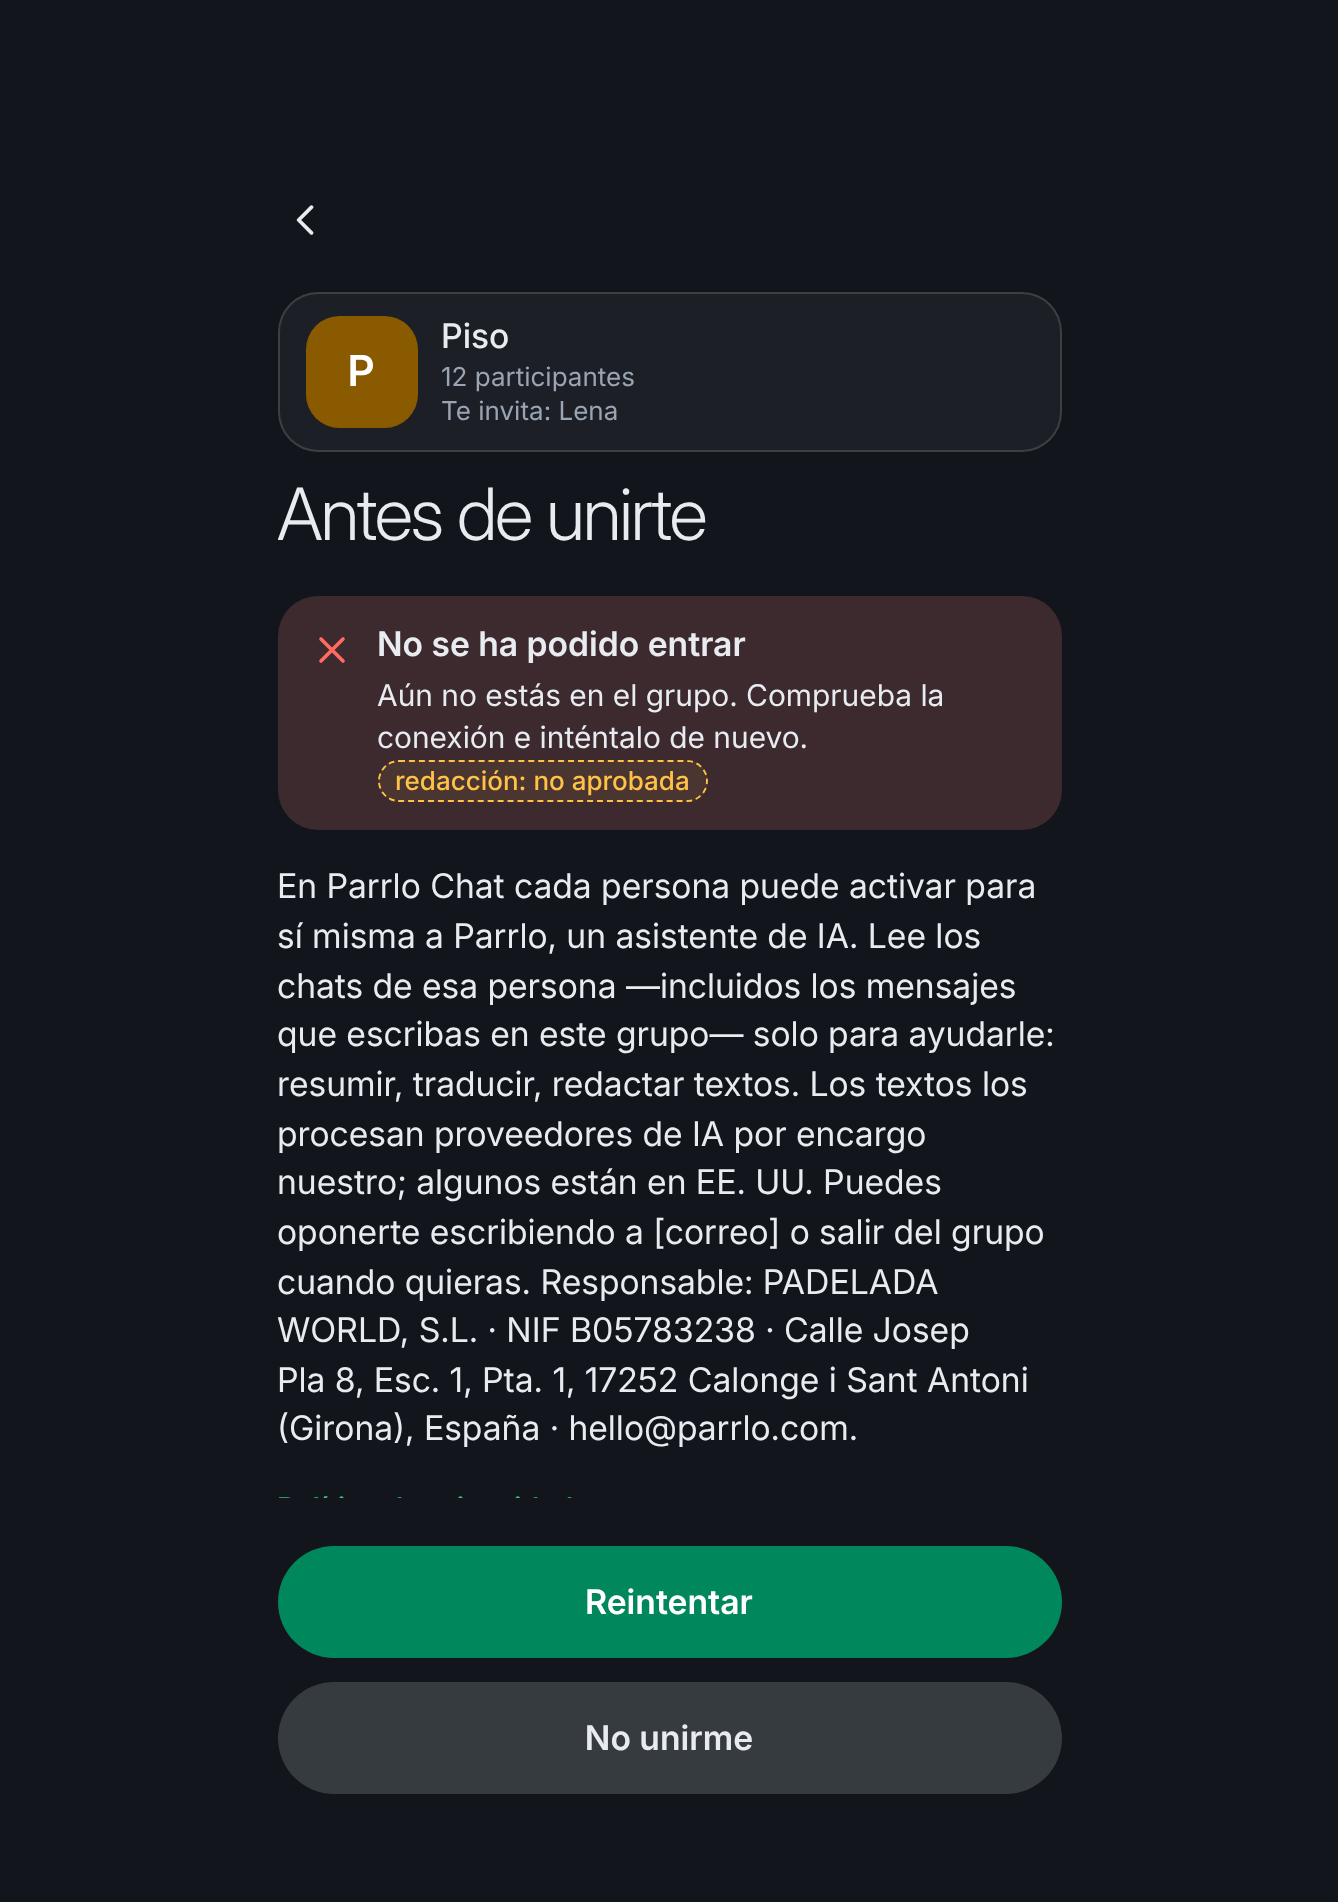 P
Piso
12 participantes
Te invita: Lena
Antes de unirte
No se ha podido entrar
Aún no estás en el grupo. Comprueba la
conexión e inténtalo de nuevo.
redacción: no aprobada
En Parrlo Chat cada persona puede activar para
sí misma a Parrlo, un asistente de IA. Lee los
chats de esa persona —incluidos los mensajes
que escribas en este grupo— solo para ayudarle:
resumir, traducir, redactar textos. Los textos los
procesan proveedores de IA por encargo
nuestro; algunos están en EE. UU. Puedes
oponerte escribiendo a [correo] o salir del grupo
cuando quieras. Responsable: PADELADA
WORLD, S.L. · NIF B05783238 · Calle Josep
Pla 8, Esc. 1, Pta. 1, 17252 Calonge i Sant Antoni
(Girona), España · hello@parrlo.com.
Reintentar
No unirme